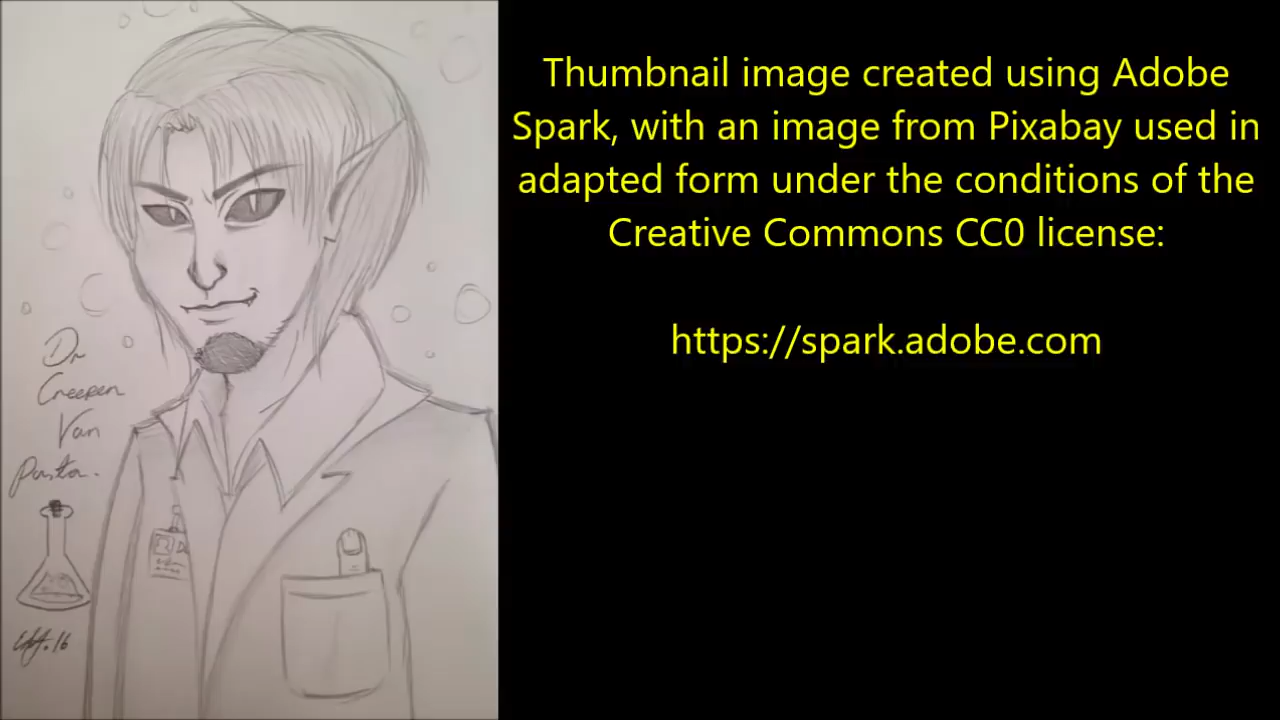 Dr
Creepen
Van
Pasta.
Thumbnail image created using Adobe
Spark, with an image from Pixabay used in
adapted form under the conditions of the
Creative Commons CC0 license:
https://spark.adobe.com